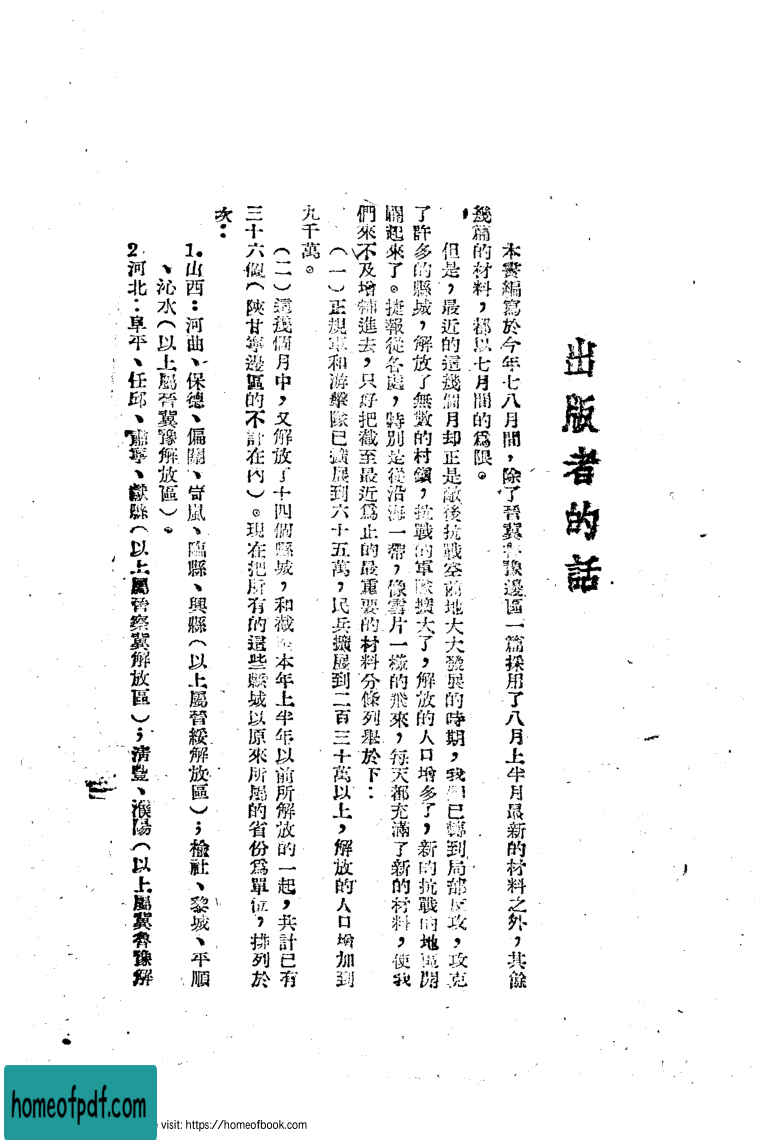 出版者的話
本書編寫於今年七八月間，除了晉冀魯豫邊區一篇採用了八月上半月最新的材料之外，其餘
幾篇的材料，都以七月間的爲限。
但是，最近的這幾個月却正是敵後抗戰空前地大大發展的時期，我們已轉到局部反攻，攻克
了許多的縣城，解放了無數的村鎮，抗戰的軍隊擴大了，解放的人口增多了，新的抗戰的地區開
闢起來了。捷報從各處，特別是從沿海一帶，像雪片一樣的飛來，每天都充滿了新的材料，使我
們來不及增補進去，只好把截至最近爲止的最重要的材料分條列舉於下：
（一）正規軍和游擊隊已擴展到六十五萬，民兵擴展到二百三十萬以上，解放的人口增加到
九千萬。
（二）這幾個月中，又解放了十四個縣城，和截至本年上半年以前所解放的一起，共計已有
三十六個（陝甘寧邊區的不計在內）。現在把所有的這些縣城以原來所屬的省份爲單位，排列於
次：
1.山西：河曲、保德、偏關、岢嵐、臨縣、興縣（以上屬晉綏解放區）；榆社、黎城、平順
、沁水（以上屬晉冀豫解放區）。
2.河北：阜平、任邱、肅寧、獻縣（以上屬晉察冀解放區）；清豐、濮陽（以上屬冀魯豫解
一
homeofpdf.com
e visit: https://homeofbook.com